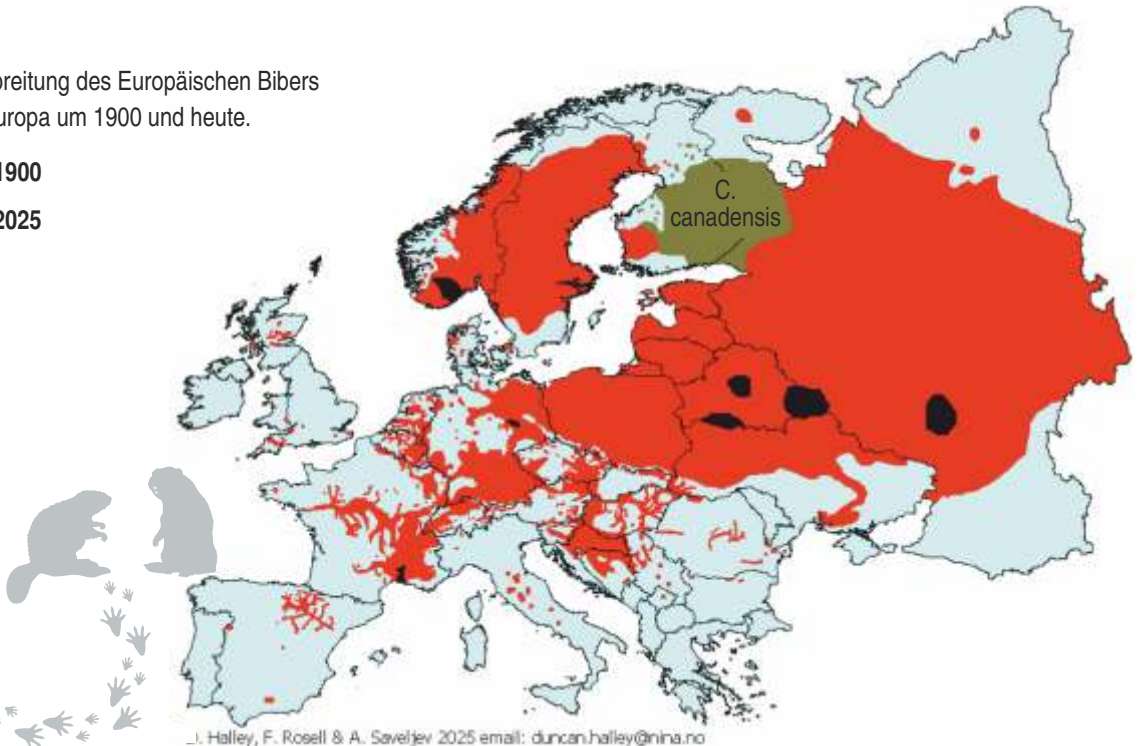 breitung des Europäischen Bibers
uropa um 1900 und heute.
1900
2025
C.
canadensis
D. Halley, F. Rosell & A. Saveljev 2025 email: duncan.halley@nina.no